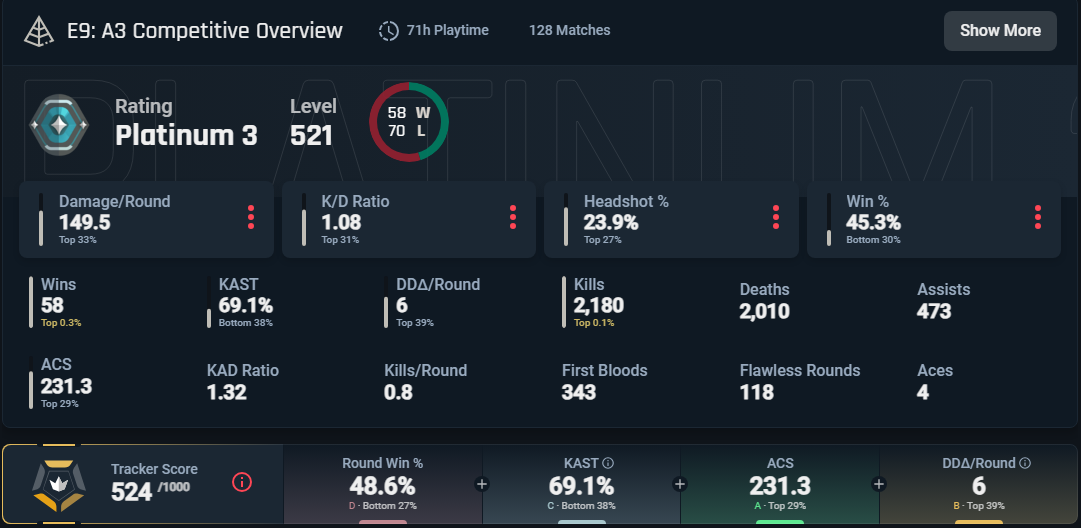 E9: A3 Competitive Overview
71h Playtime
128 Matches
Show More
PLATINUM 3
Rating
Platinum 3
Level
521
58 W
70 L
Damage/Round
149.5
Top 33%
K/D Ratio
1.08
Top 31%
Headshot %
23.9%
Top 27%
Win %
45.3%
Bottom 30%
Wins
58
Top 0.3%
KAST
69.1%
Bottom 38%
DDΔ/Round
6
Top 39%
Kills
2,180
Top 0.1%
Deaths
2,010
Assists
473
ACS
231.3
Top 29%
KAD Ratio
1.32
Kills/Round
0.8
First Bloods
343
Flawless Rounds
118
Aces
4
Tracker Score
524 /1000
Round Win %
48.6%
D · Bottom 27%
+
KAST
69.1%
C · Bottom 38%
+
ACS
231.3
A · Top 29%
+
DDΔ/Round
6
B · Top 39%